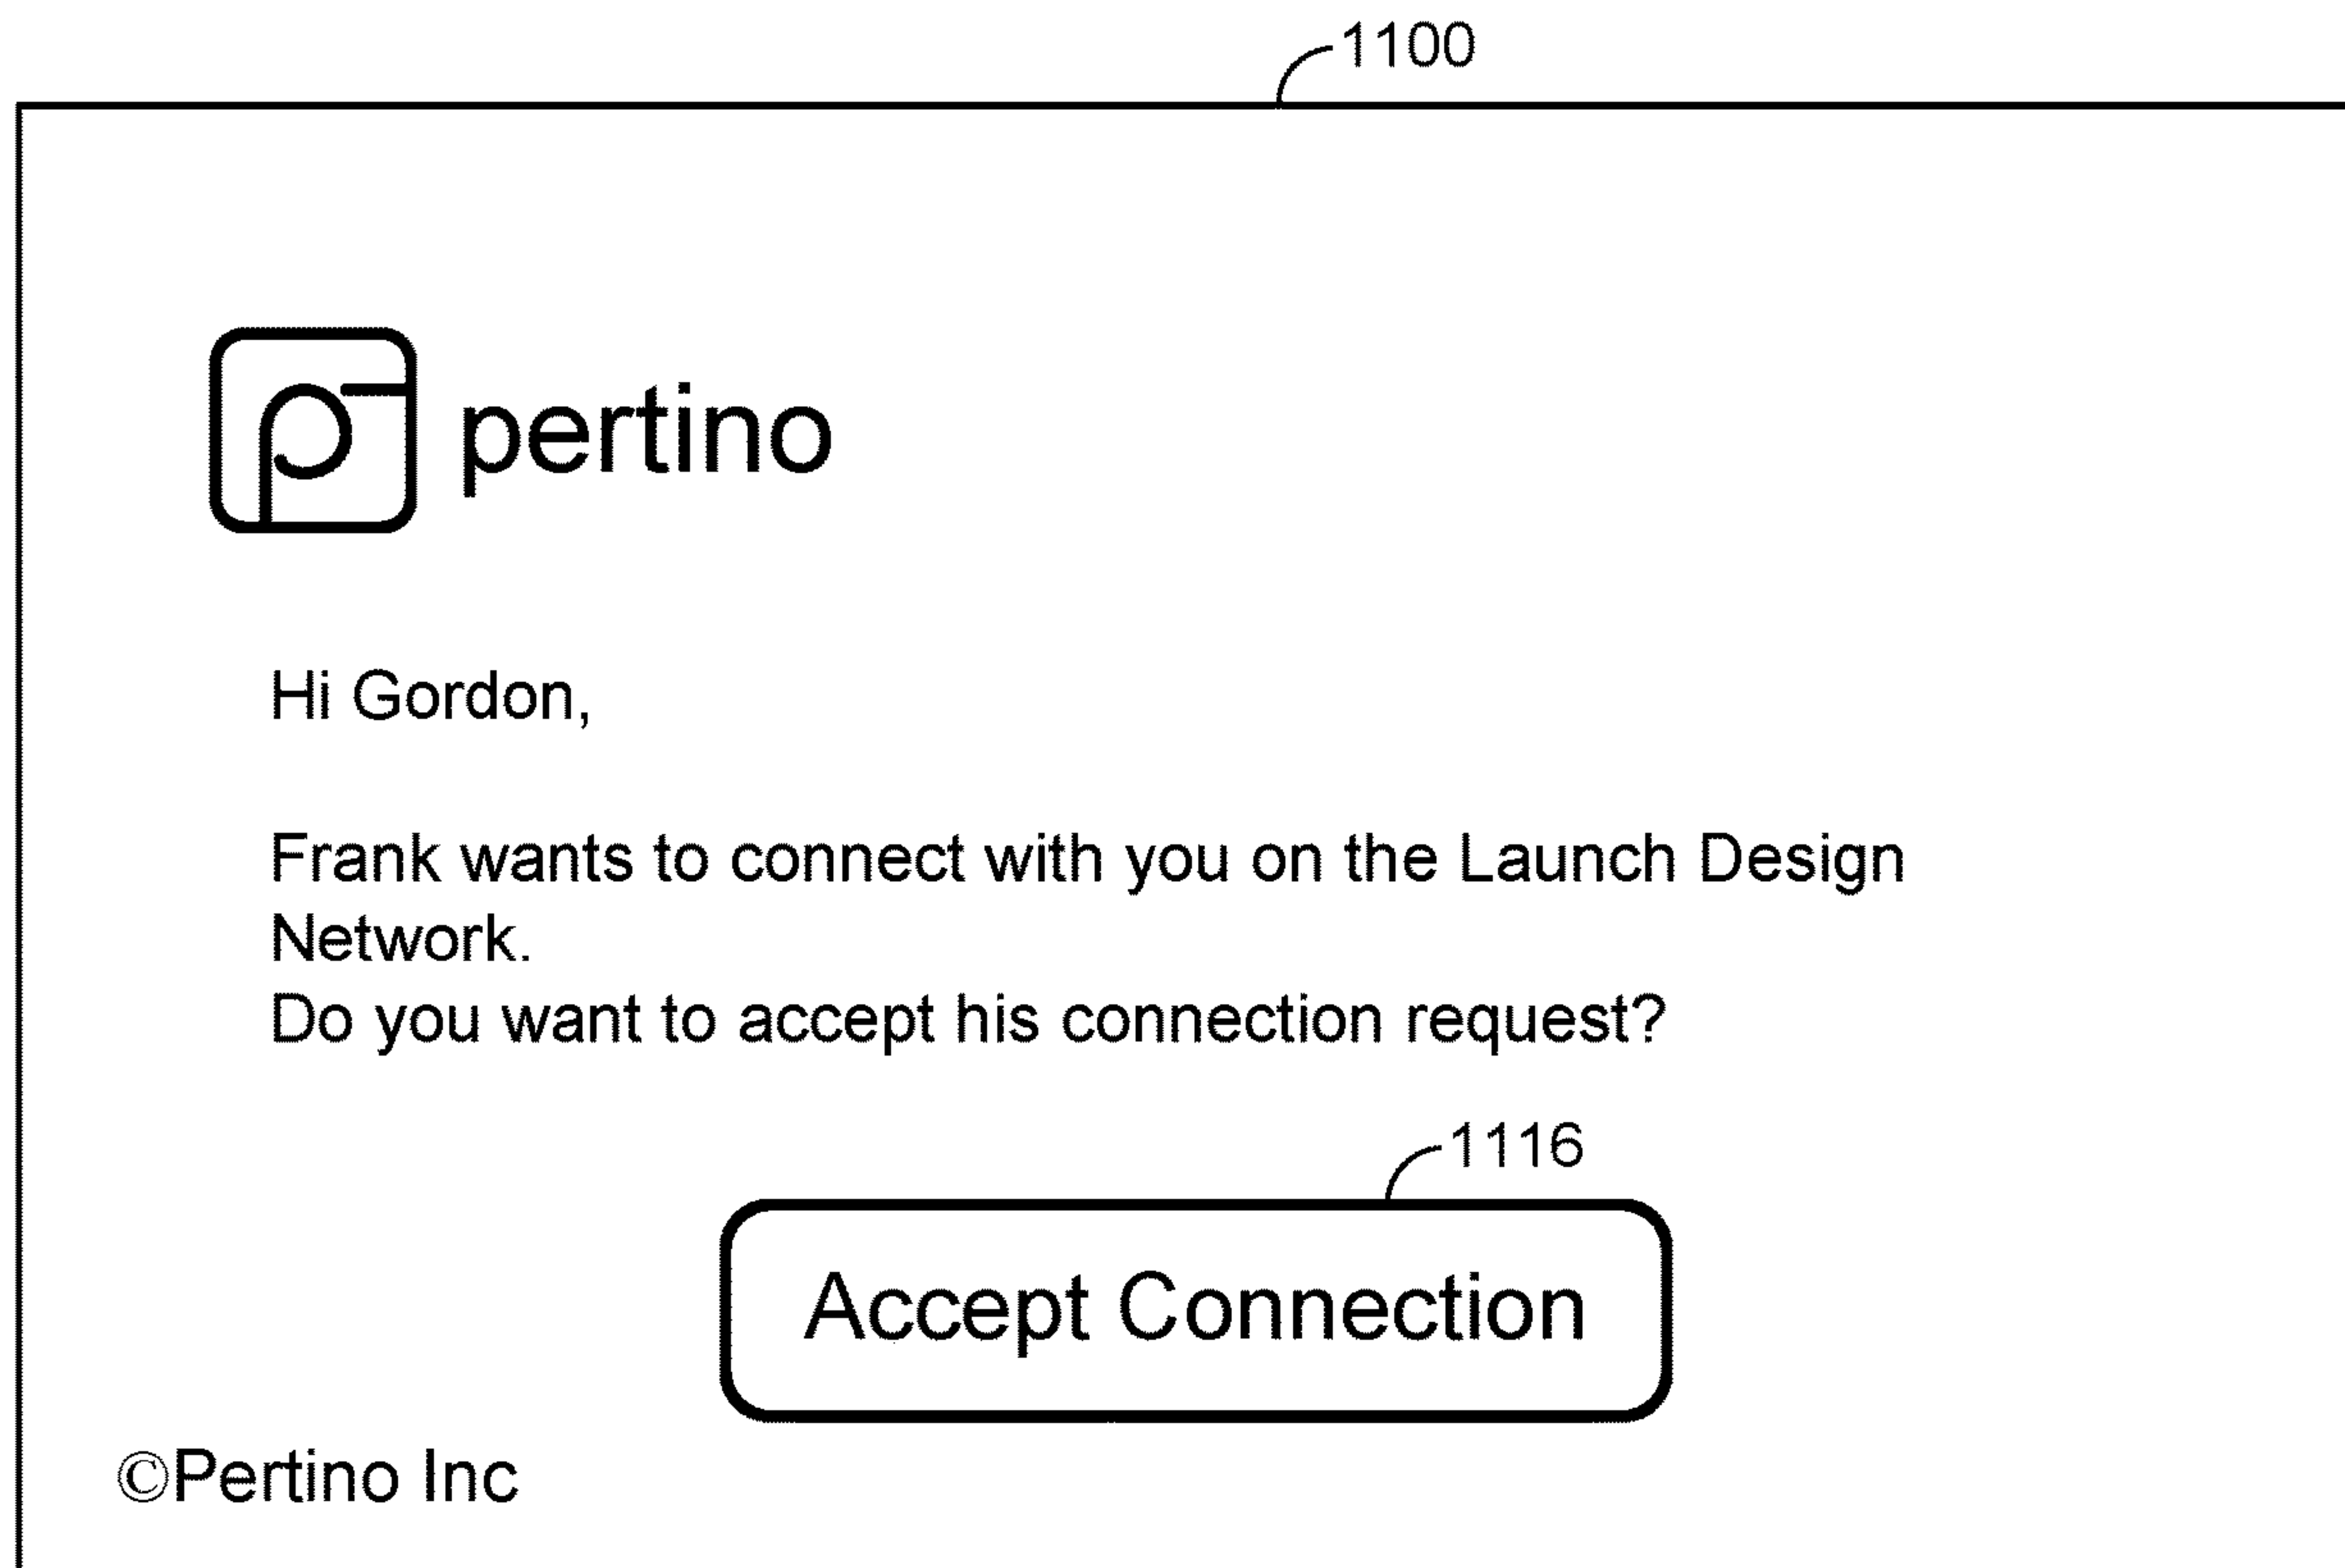 1100
pertino
Hi Gordon,
Frank wants to connect with you on the Launch Design
Network.
Do you want to accept his connection request?
1116
Accept Connection
©Pertino Inc